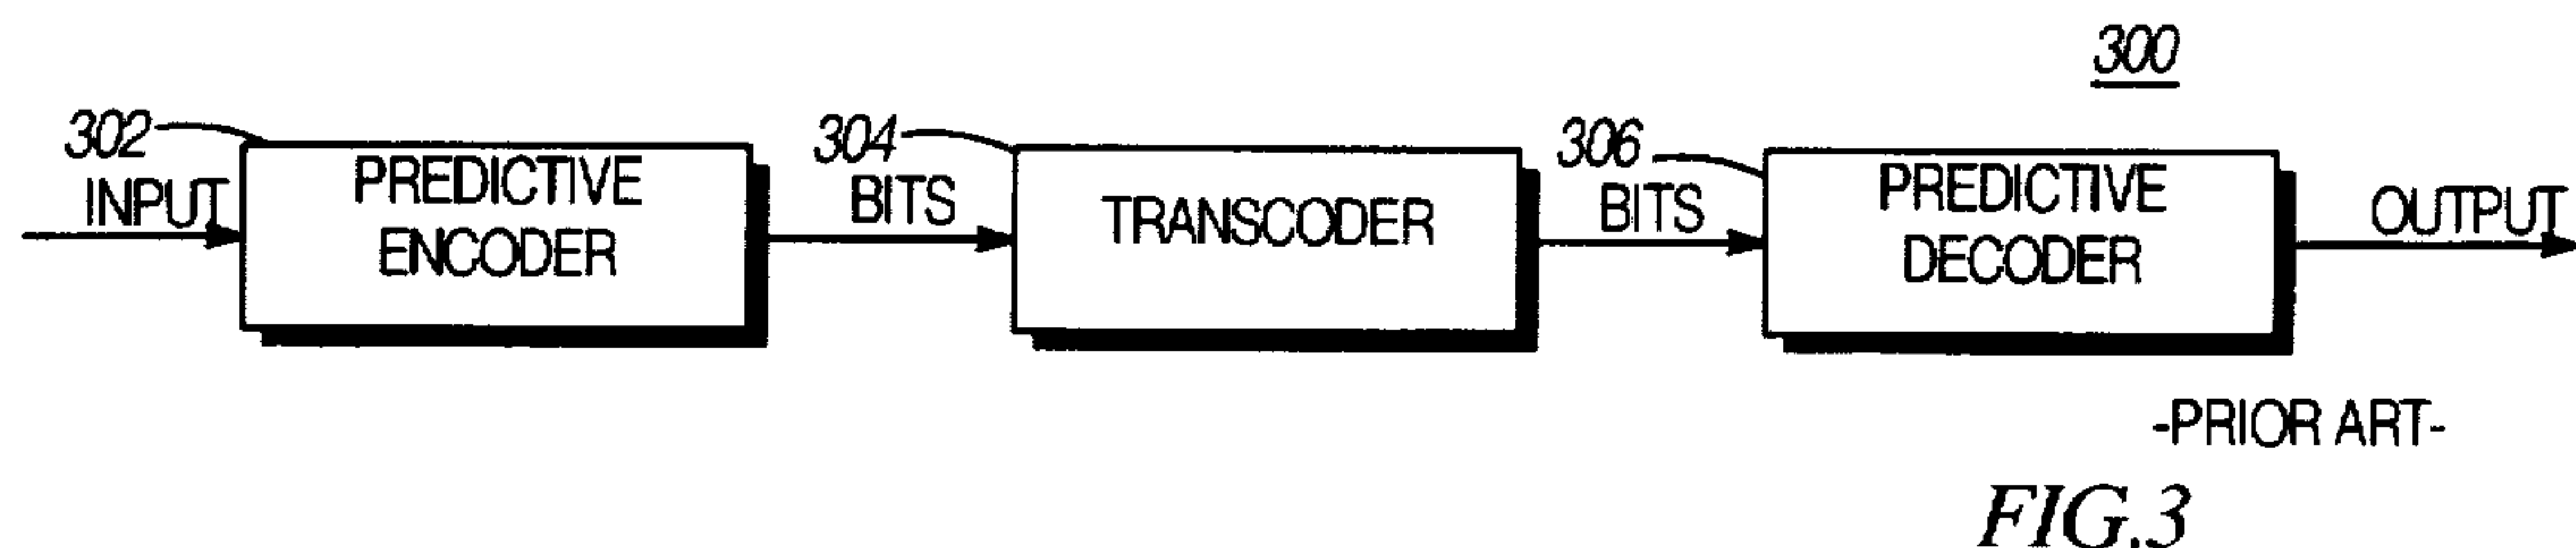 300
302
INPUT
PREDICTIVE
ENCODER
304
BITS
TRANSCODER
306
BITS
PREDICTIVE
DECODER
OUTPUT
-PRIOR ART-
FIG.3